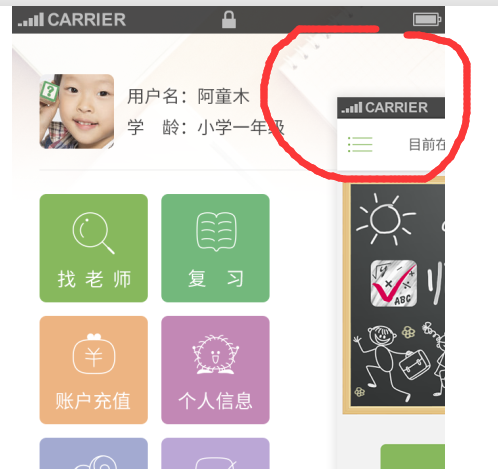 CARRIER
用户名：阿童木
学 龄：小学一年级
CARRIER
目前在
找老师
复 习
账户充值
个人信息
ABC